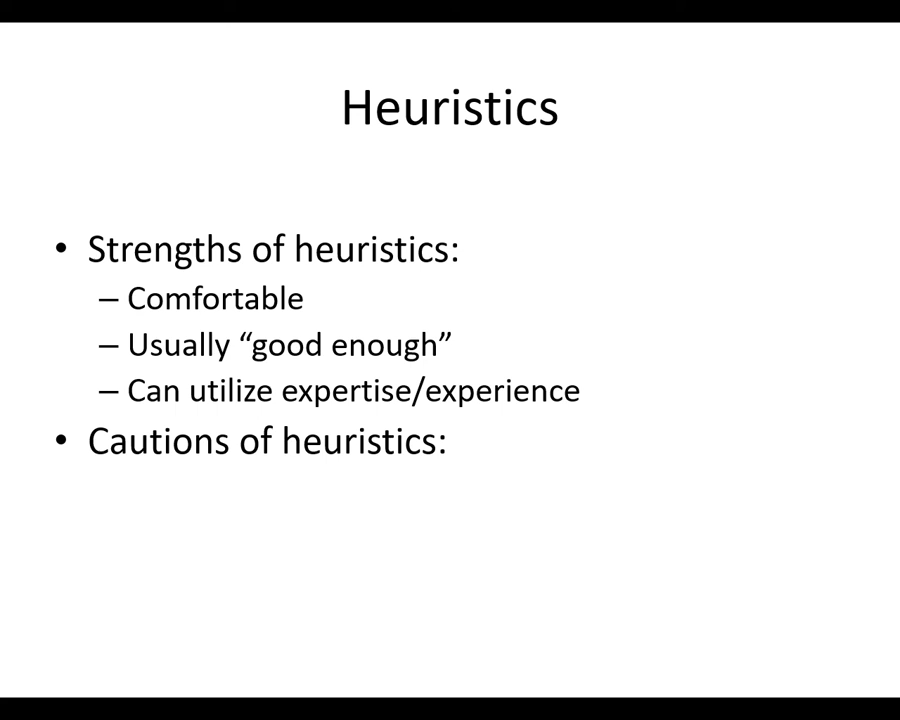 Heuristics
• Strengths of heuristics:
– Comfortable
– Usually “good enough”
– Can utilize expertise/experience
• Cautions of heuristics: